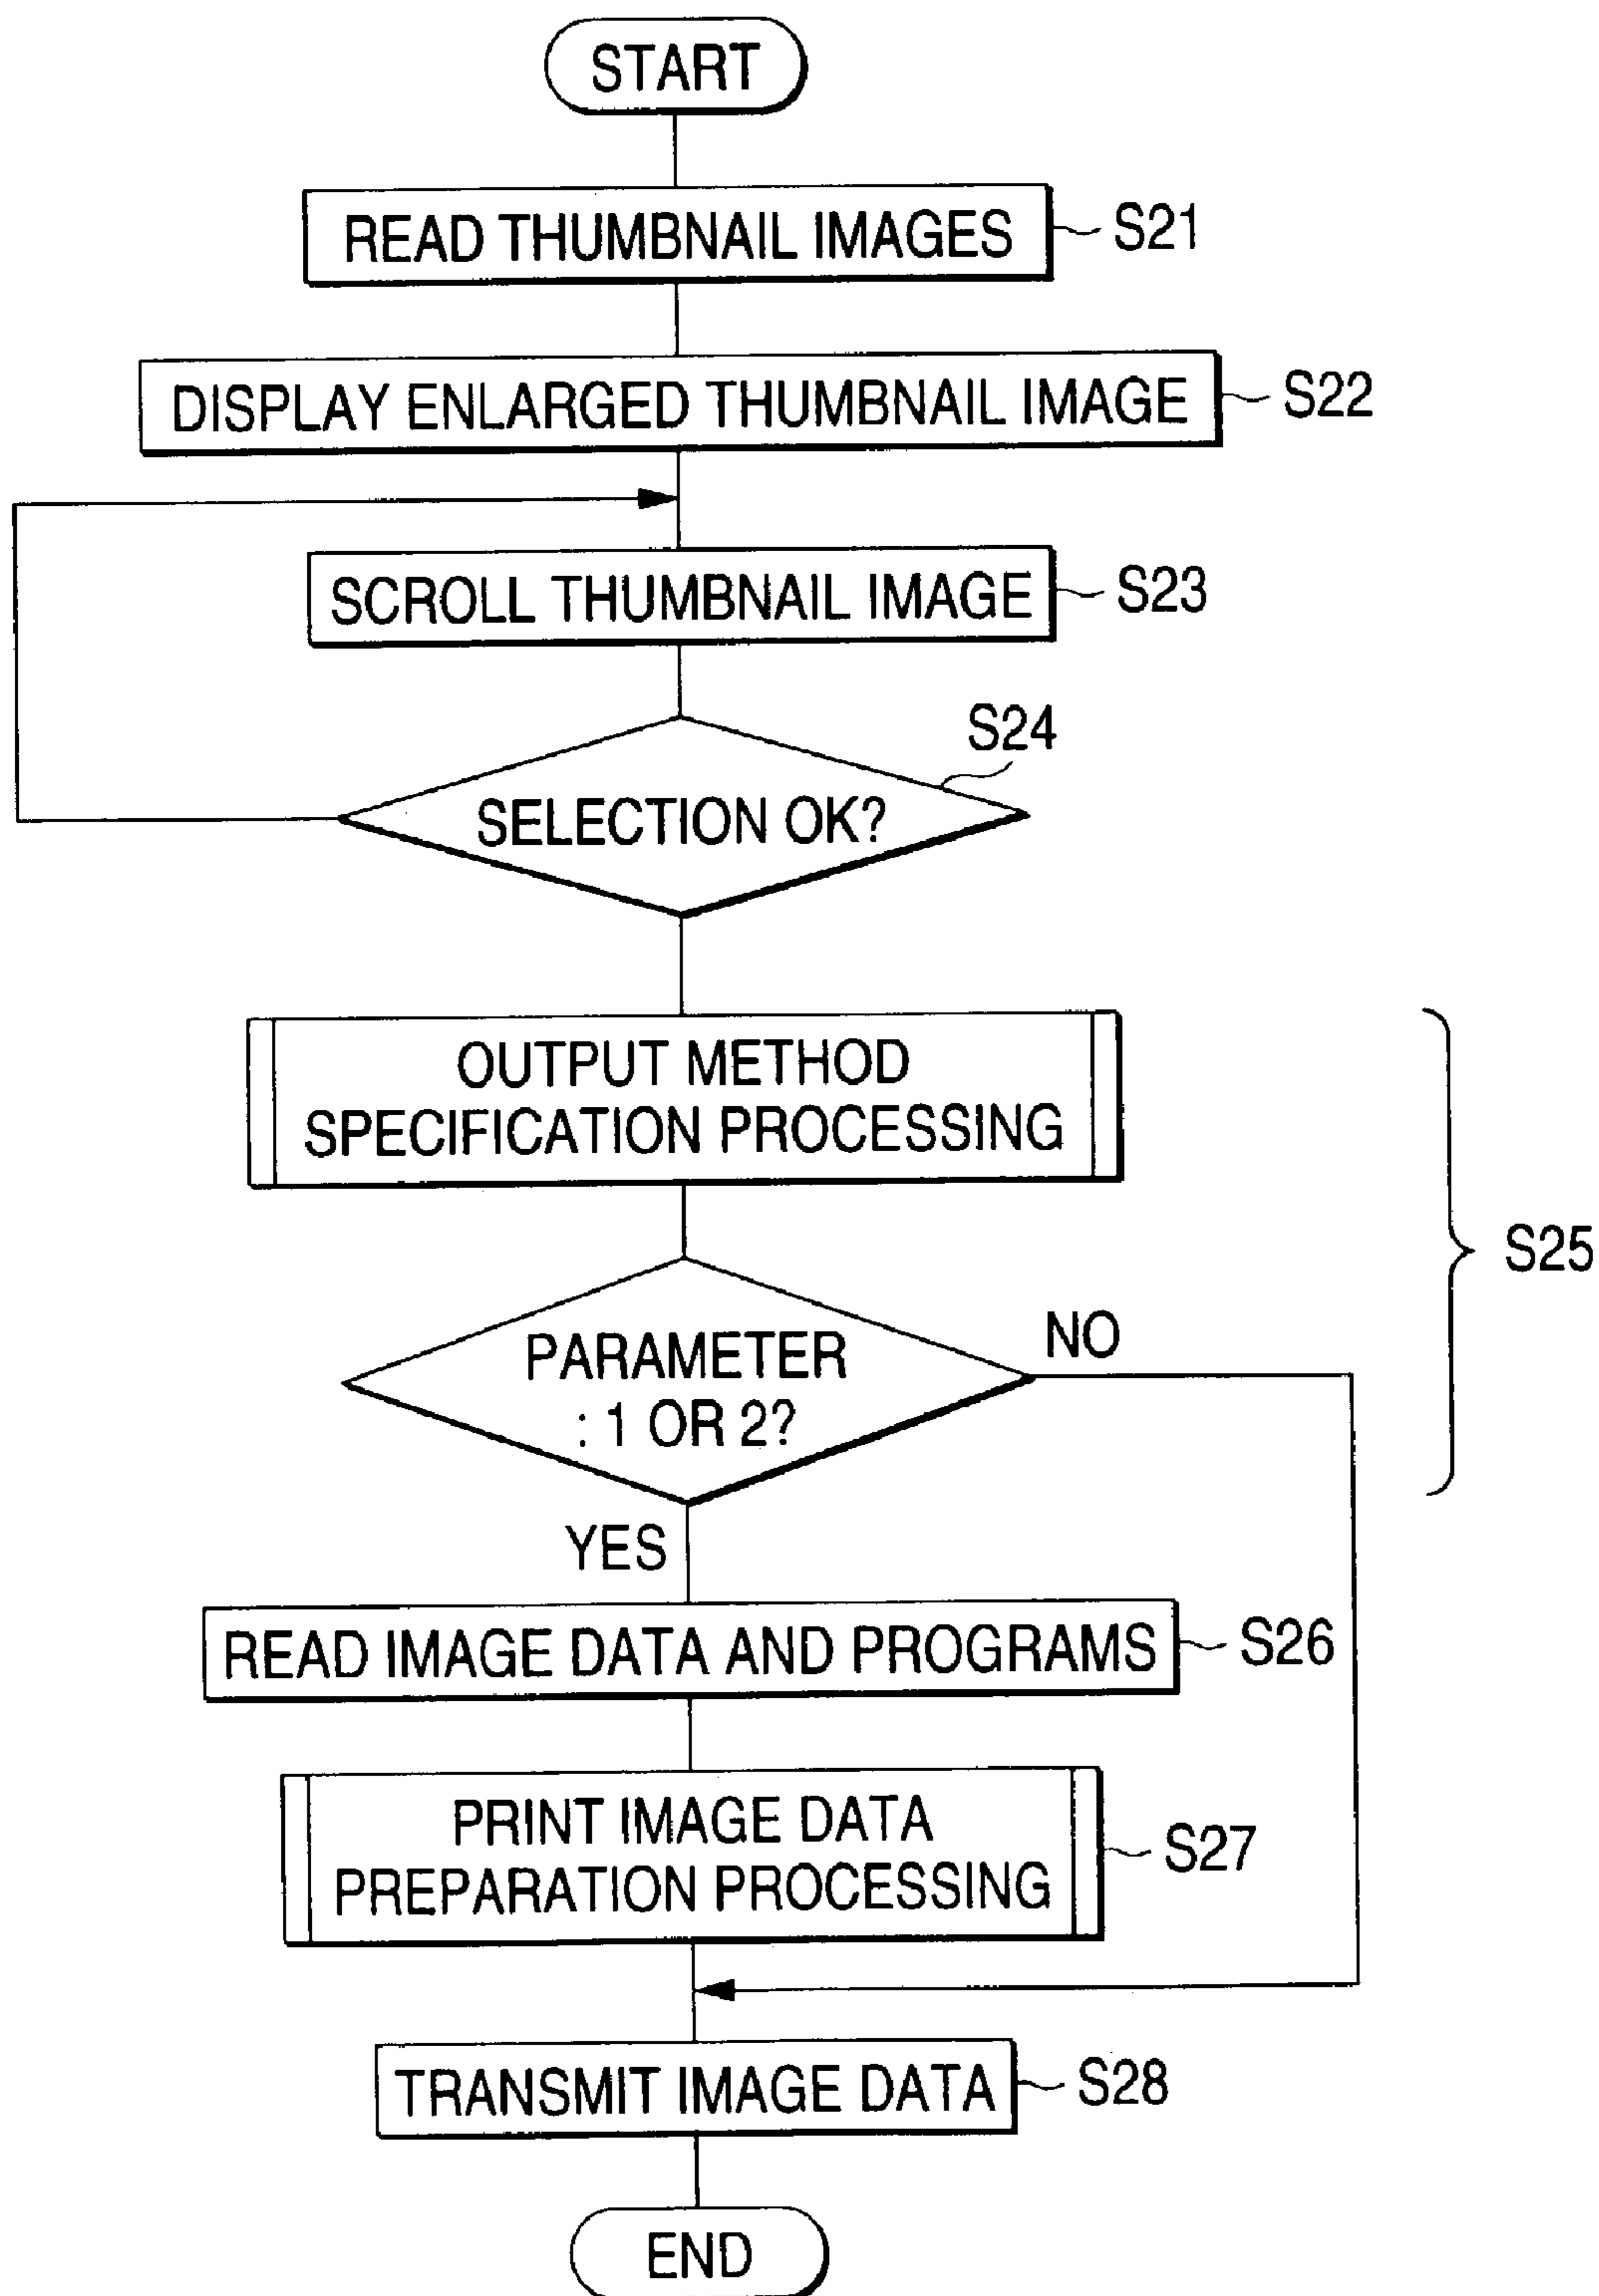 START
READ THUMBNAIL IMAGES
S21
DISPLAY ENLARGED THUMBNAIL IMAGE
S22
SCROLL THUMBNAIL IMAGE
S23
S24
SELECTION OK?
OUTPUT METHOD
SPECIFICATION PROCESSING
S25
PARAMETER
: 1 OR 2?
NO
YES
READ IMAGE DATA AND PROGRAMS
S26
PRINT IMAGE DATA
PREPARATION PROCESSING
S27
TRANSMIT IMAGE DATA
S28
END